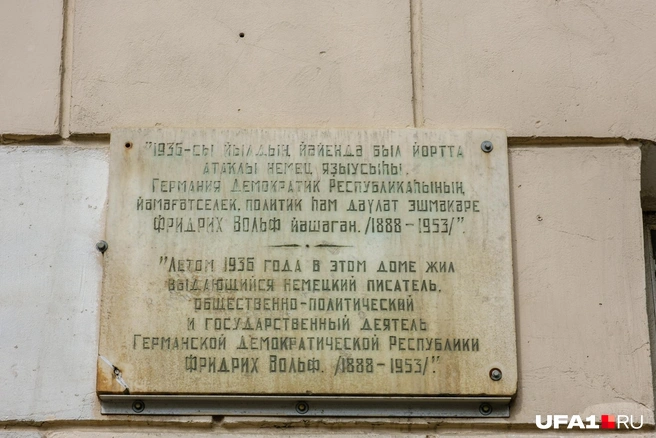 "1936-сы йылдың йәйендә был йортта
атаҡлы немец яҙыусыһы,
Германия Демократик Республикаһының
йәмәғәтселек, политик һәм дәүләт эшмәкәре
Фридрих Вольф йәшәгән. /1888-1953/".
"Летом 1936 года в этом доме жил
выдающийся немецкий писатель,
общественно-политический
и государственный деятель
Германской Демократической Республики
Фридрих Вольф. /1888-1953/".
UFA1.RU